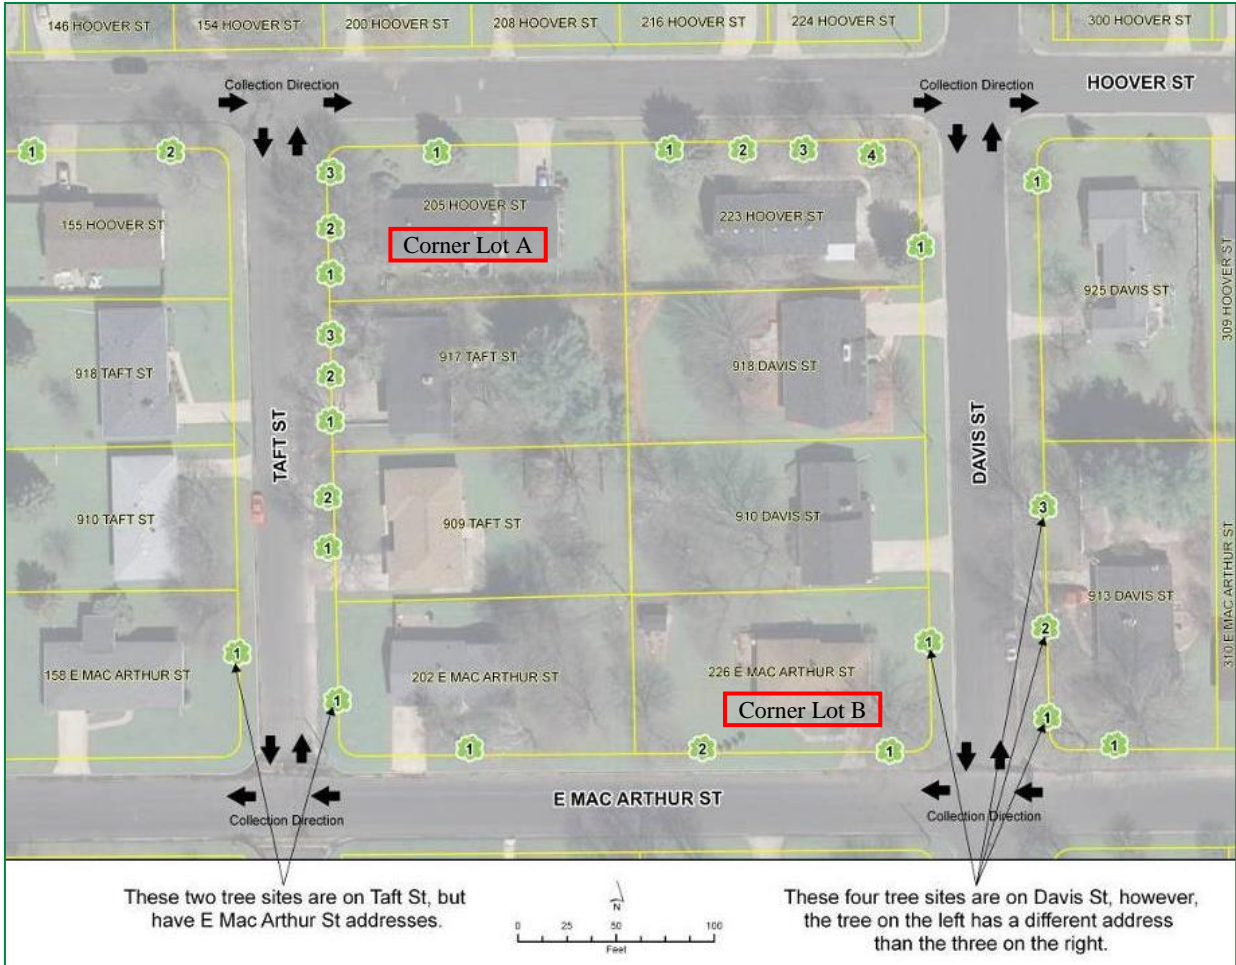 146 HOOVER ST
154 HOOVER ST
200 HOOVER ST
208 HOOVER ST
216 HOOVER ST
224 HOOVER ST
300 HOOVER ST
HOOVER ST
Collection Direction
Collection Direction
1
2
1
1
2
3
4
3
2
1
1
1
155 HOOVER ST
205 HOOVER ST
Corner Lot A
223 HOOVER ST
925 DAVIS ST
309 HOOVER ST
3
2
1
918 TAFT ST
917 TAFT ST
918 DAVIS ST
TAFT ST
DAVIS ST
2
1
3
910 TAFT ST
909 TAFT ST
910 DAVIS ST
913 DAVIS ST
310 E MAC ARTHUR ST
1
1
2
158 E MAC ARTHUR ST
202 E MAC ARTHUR ST
226 E MAC ARTHUR ST
Corner Lot B
1
1
1
2
1
1
E MAC ARTHUR ST
Collection Direction
Collection Direction
These two tree sites are on Taft St, but
have E Mac Arthur St addresses.
N
0 25 50 100
Feet
These four tree sites are on Davis St, however,
the tree on the left has a different address
than the three on the right.